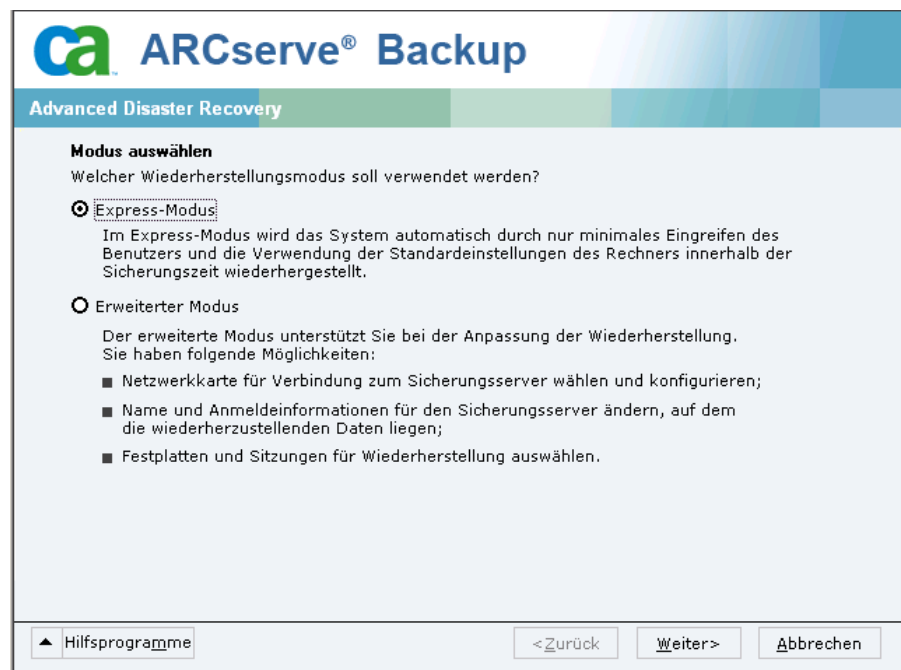 ca ARCserve® Backup
Advanced Disaster Recovery
Modus auswählen
Welcher Wiederherstellungsmodus soll verwendet werden?
Express-Modus
Im Express-Modus wird das System automatisch durch nur minimales Eingreifen des
Benutzers und die Verwendung der Standardeinstellungen des Rechners innerhalb der
Sicherungszeit wiederhergestellt.
Erweiterter Modus
Der erweiterte Modus unterstützt Sie bei der Anpassung der Wiederherstellung.
Sie haben folgende Möglichkeiten:
Netzwerkkarte für Verbindung zum Sicherungsserver wählen und konfigurieren;
Name und Anmeldeinformationen für den Sicherungsserver ändern, auf dem
die wiederherzustellenden Daten liegen;
Festplatten und Sitzungen für Wiederherstellung auswählen.
Hilfsprogramme <Zurück Weiter> Abbrechen